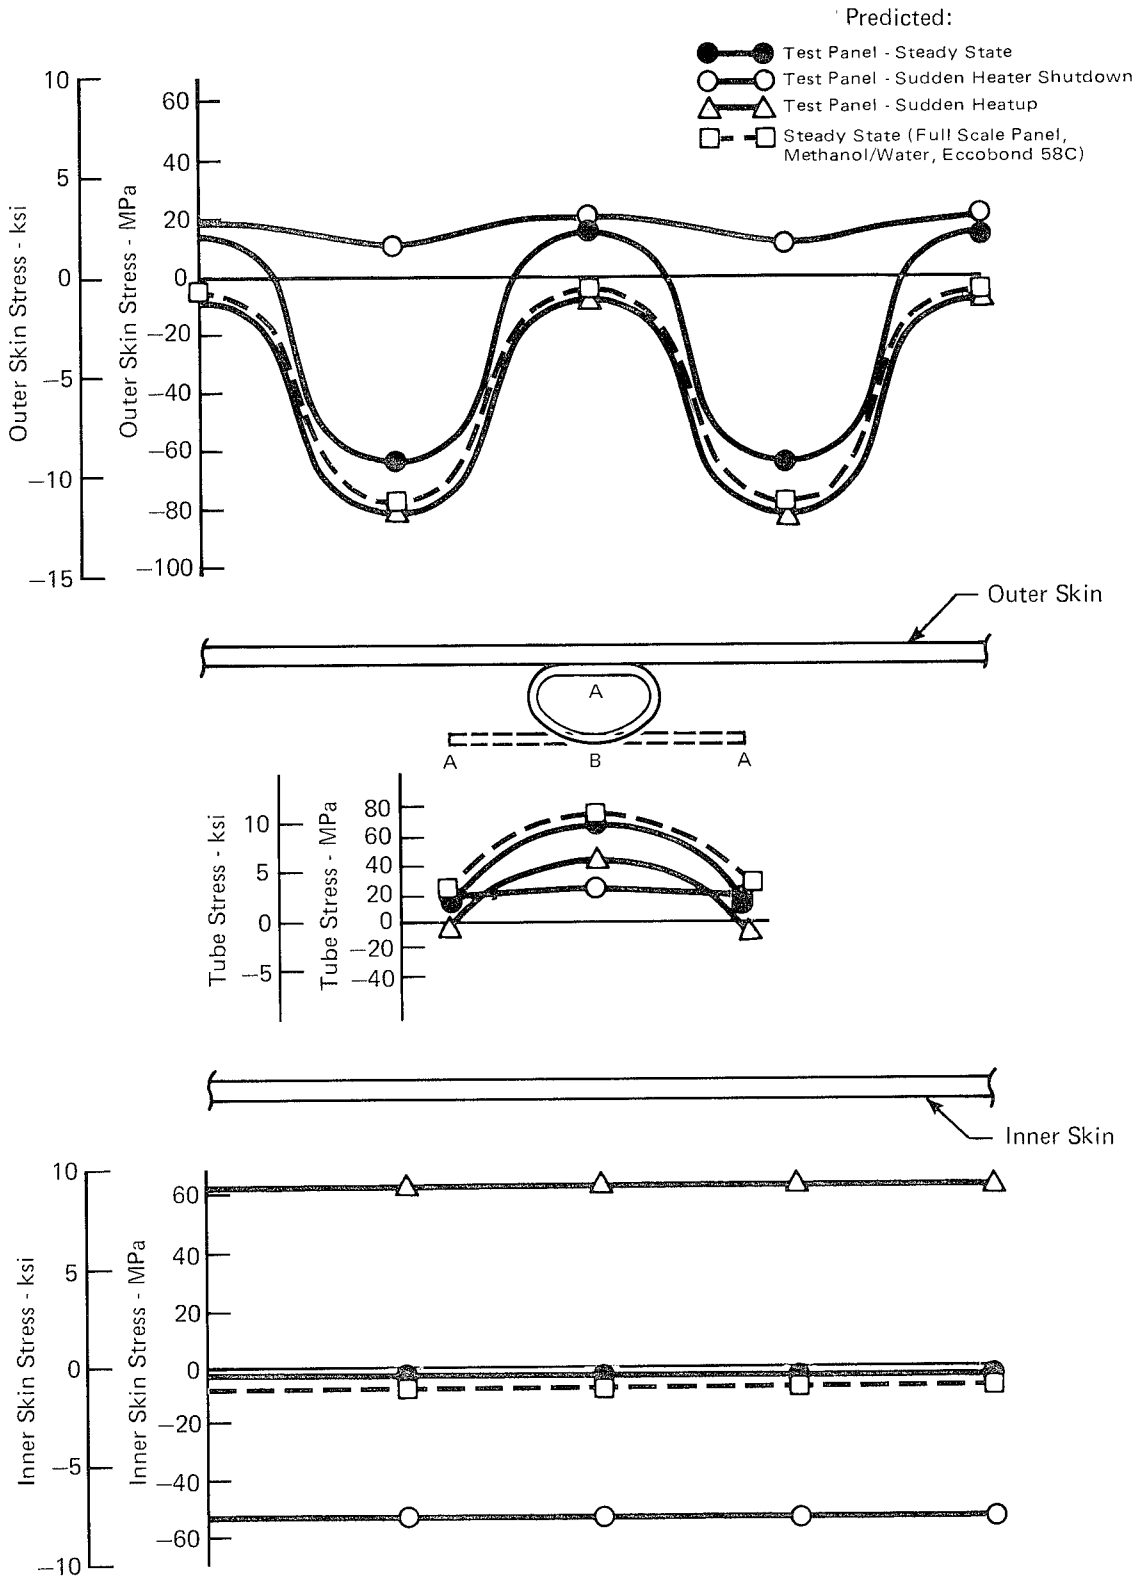 Predicted:
Test Panel - Steady State
Test Panel - Sudden Heater Shutdown
Test Panel - Sudden Heatup
Steady State (Full Scale Panel,
Methanol/Water, Eccobond 58C)
Outer Skin Stress - ksi
10
5
0
−5
−10
−15
Outer Skin Stress - MPa
60
40
20
0
−20
−40
−60
−80
−100
Outer Skin
A
A
B
A
Tube Stress - ksi
10
5
0
−5
Tube Stress - MPa
80
60
40
20
0
−20
−40
Inner Skin
Inner Skin Stress - ksi
10
5
0
−5
−10
Inner Skin Stress - MPa
60
40
20
0
−20
−40
−60